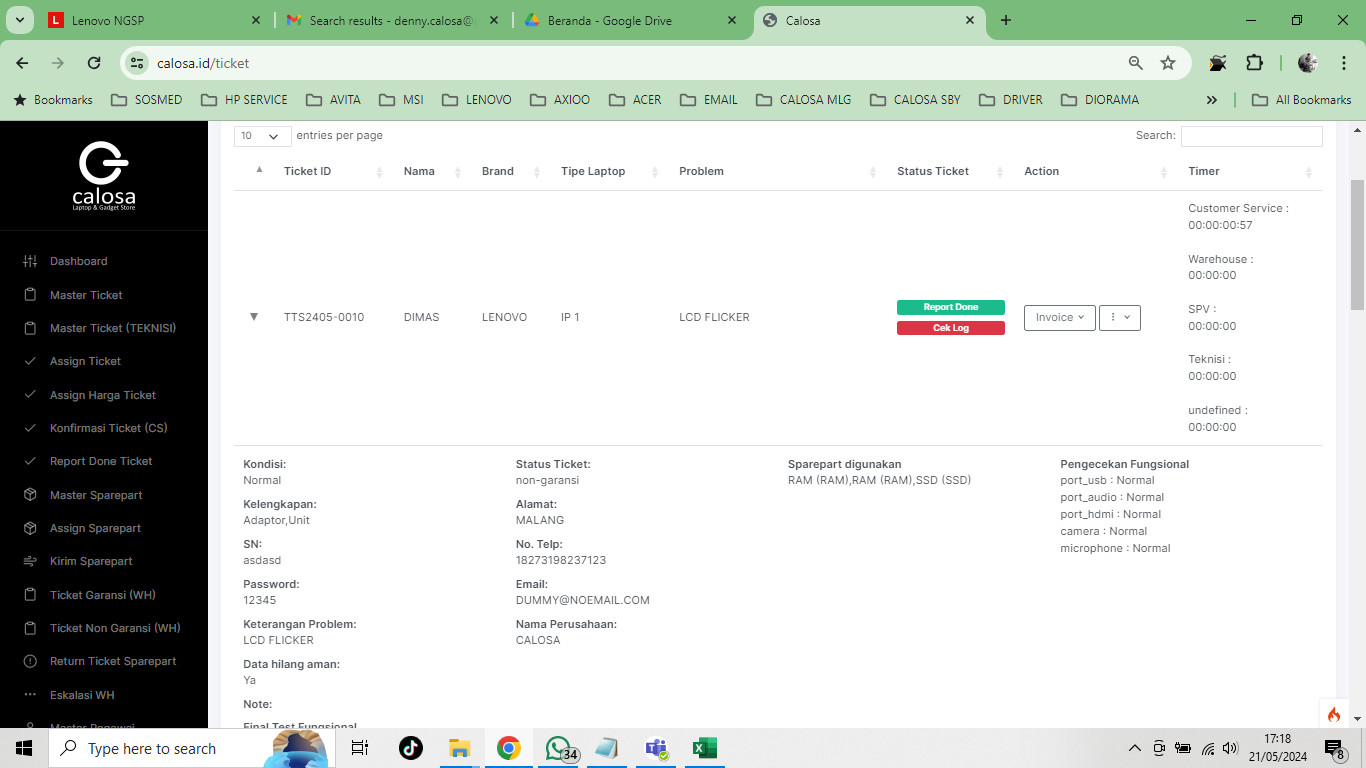 Lenovo NGSP
Search results - denny.calosa@
Beranda - Google Drive
Calosa
calosa.id/ticket
Bookmarks
SOSMED
HP SERVICE
AVITA
MSI
LENOVO
AXIOO
ACER
EMAIL
CALOSA MLG
CALOSA SBY
DRIVER
DIORAMA
All Bookmarks
calosa
Laptop & Gadget Store
Dashboard
Master Ticket
Master Ticket (TEKNISI)
Assign Ticket
Assign Harga Ticket
Konfirmasi Ticket (CS)
Report Done Ticket
Master Sparepart
Assign Sparepart
Kirim Sparepart
Ticket Garansi (WH)
Ticket Non Garansi (WH)
Return Ticket Sparepart
Eskalasi WH
Master Pegawai
10 entries per page
Search:
Ticket ID Nama Brand Tipe Laptop Problem Status Ticket Action Timer
TTS2405-0010 DIMAS LENOVO IP 1 LCD FLICKER
Report Done
Cek Log
Invoice
Customer Service :
00:00:00:57
Warehouse :
00:00:00
SPV :
00:00:00
Teknisi :
00:00:00
undefined :
00:00:00
Kondisi:
Normal
Kelengkapan:
Adaptor,Unit
SN:
asdasd
Password:
12345
Keterangan Problem:
LCD FLICKER
Data hilang aman:
Ya
Note:
Final Test Fungsional
Status Ticket:
non-garansi
Alamat:
MALANG
No. Telp:
18273198237123
Email:
DUMMY@NOEMAIL.COM
Nama Perusahaan:
CALOSA
Sparepart digunakan
RAM (RAM),RAM (RAM),SSD (SSD)
Pengecekan Fungsional
port_usb : Normal
port_audio : Normal
port_hdmi : Normal
camera : Normal
microphone : Normal
Type here to search
34
17:18
21/05/2024
8